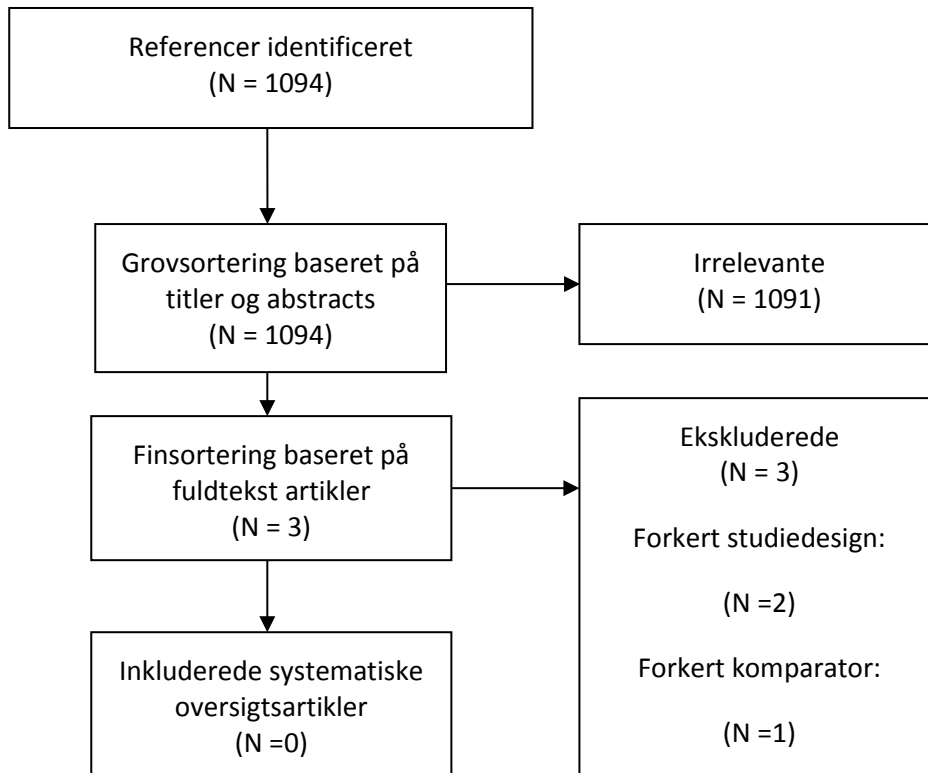 Referencer identificeret
(N = 1094)
Grovsortering baseret på
titler og abstracts
(N = 1094)
Irrelevante
(N = 1091)
Finsortering baseret på
fuldtekst artikler
(N = 3)
Ekskluderede
(N = 3)
Forkert studiedesign:
(N =2)
Forkert komparator:
(N =1)
Inkluderede systematiske
oversigtsartikler
(N =0)